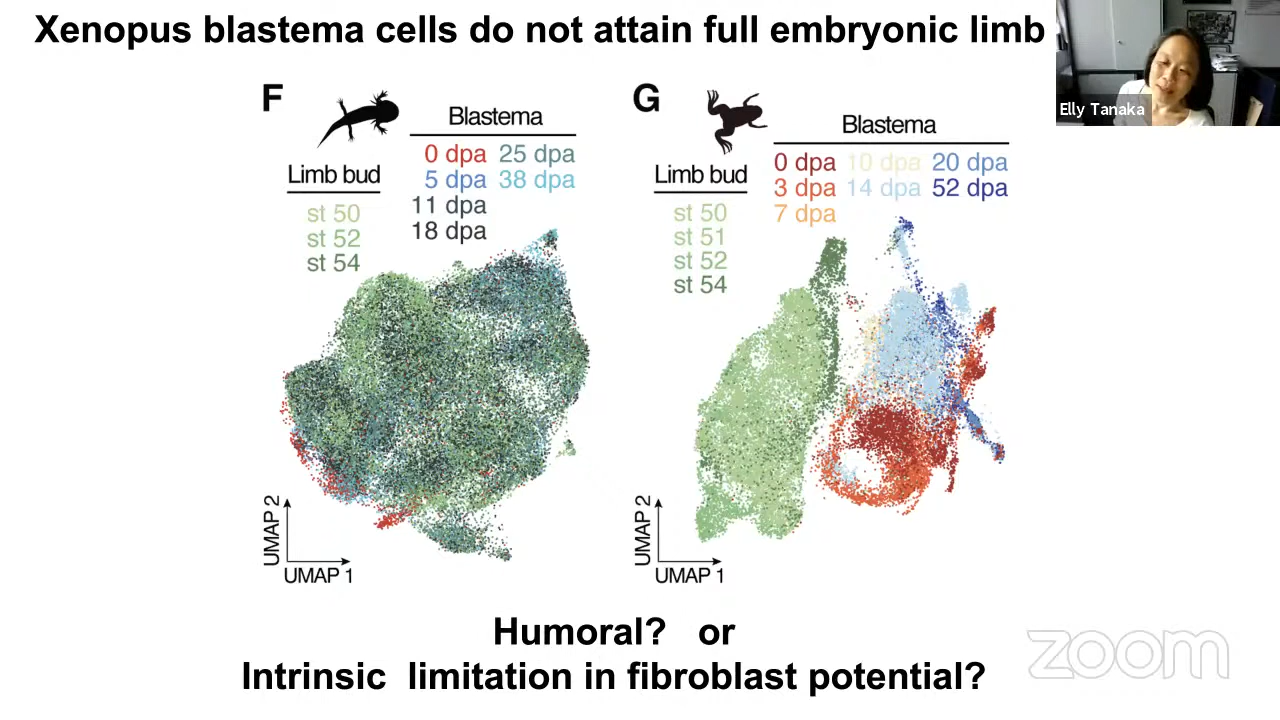 Xenopus blastema cells do not attain full embryonic limb
Elly Tanaka
F
Blastema
0 dpa 25 dpa
5 dpa 38 dpa
11 dpa
18 dpa
Limb bud
st 50
st 52
st 54
UMAP 2
UMAP 1
G
Blastema
0 dpa 10 dpa 20 dpa
3 dpa 14 dpa 52 dpa
7 dpa
Limb bud
st 50
st 51
st 52
st 54
UMAP 2
UMAP 1
Humoral? or
Intrinsic limitation in fibroblast potential?
zoom